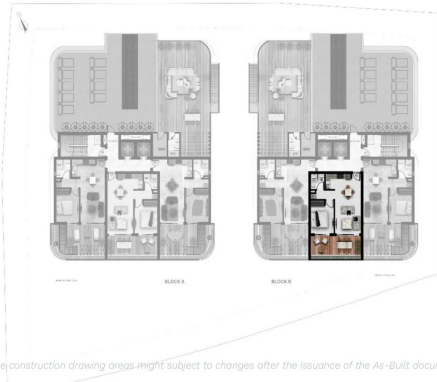 BLOCK A
BLOCK B
e construction drawing areas might subject to changes after the issuance of the As-Built docu